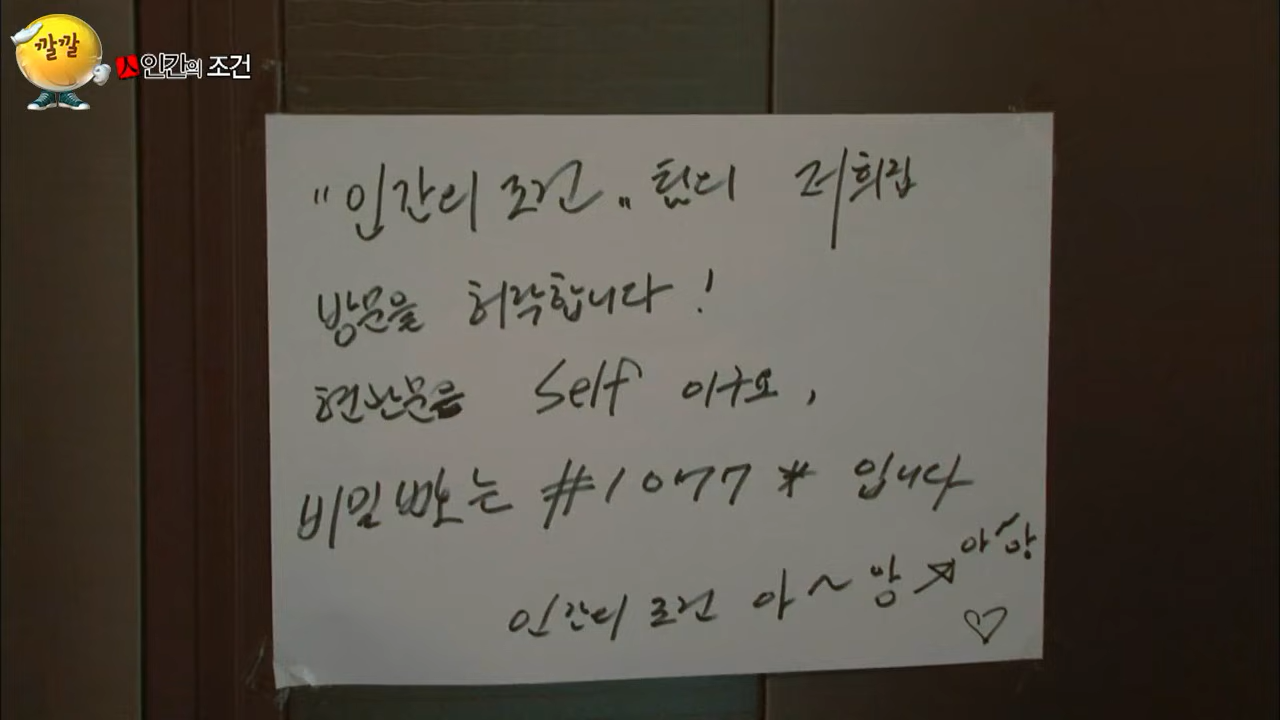 깔깔
인간의 조건
"인간의 조건„ 팀의 저희집
방문을 허락합니다!
현관문은 self 이구요,
비밀번호는 #1077* 입니다
인간의 조건 아~앙
아~앙